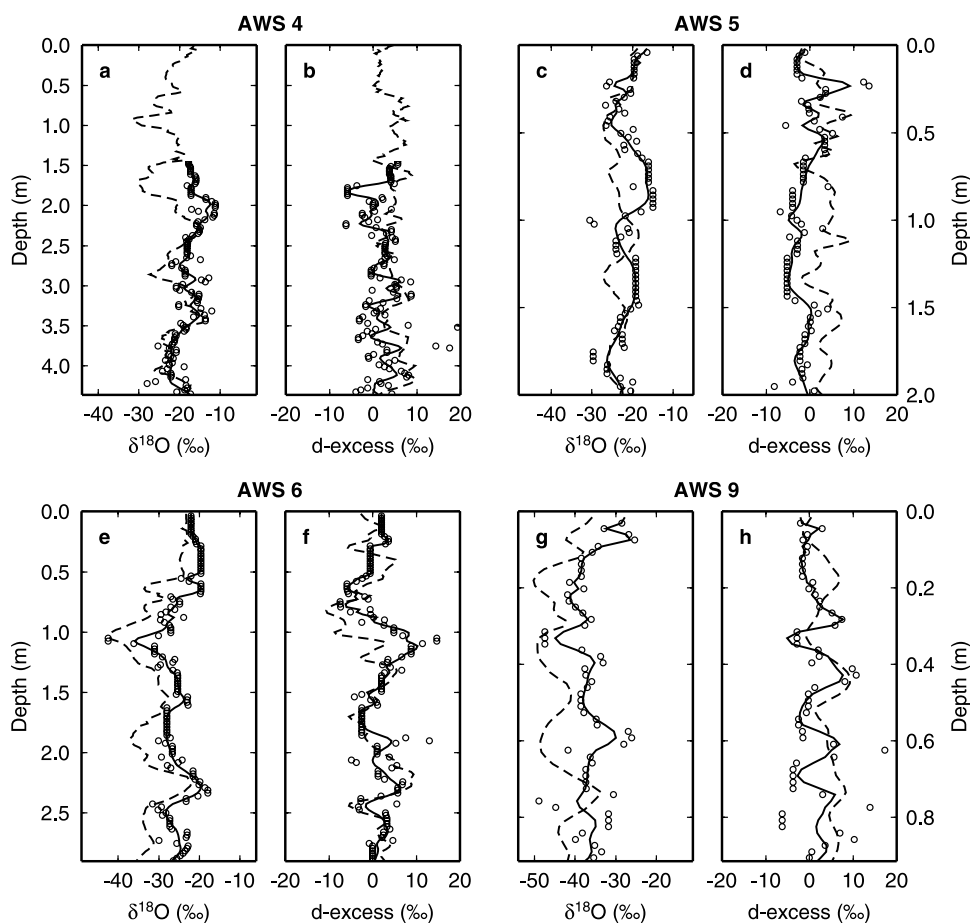 AWS 4
AWS 5
a
b
c
d
0.0
0.5
1.0
1.5
2.0
2.5
3.0
3.5
4.0
Depth (m)
0.0
0.5
1.0
1.5
2.0
Depth (m)
-40 -30 -20 -10
0 10 20
-50 -40 -30 -20 -10
-20 -10 0 10 20
δ¹⁸O (‰)
d-excess (‰)
δ¹⁸O (‰)
d-excess (‰)
AWS 6
AWS 9
e
f
g
h
0.0
0.5
1.0
1.5
2.0
2.5
Depth (m)
0.0
0.2
0.4
0.6
0.8
Depth (m)
-40 -30 -20 -10
-20 -10 0 10 20
-50 -40 -30 -20
-20 -10 0 10 20
δ¹⁸O (‰)
d-excess (‰)
δ¹⁸O (‰)
d-excess (‰)